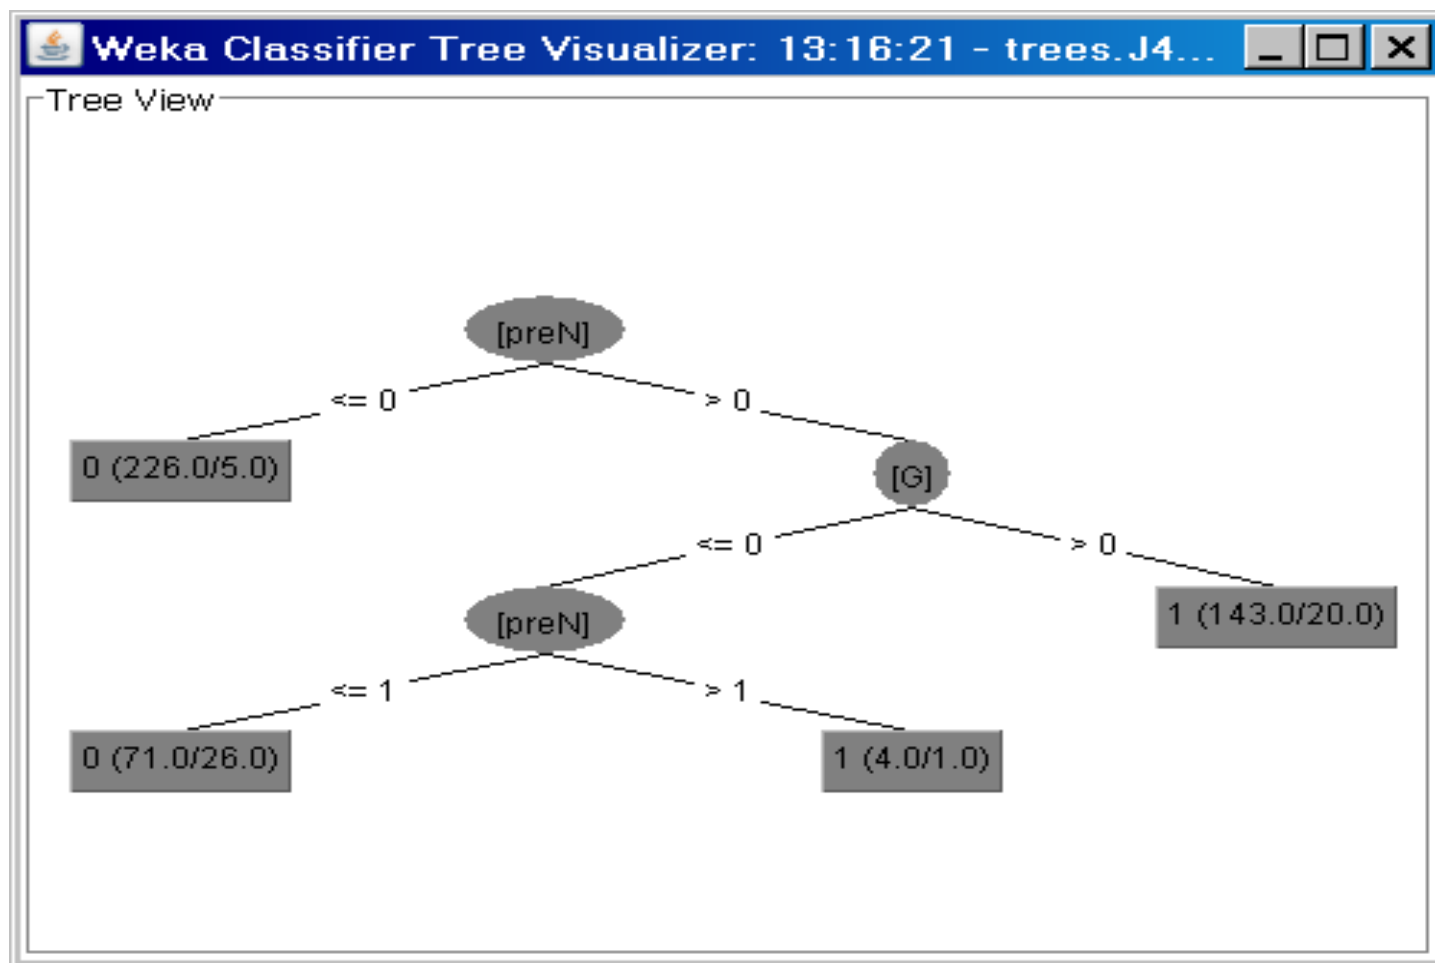 Weka Classifier Tree Visualizer: 13:16:21 - trees.J4...
Tree View
[preN]
<= 0
> 0
0 (226.0/5.0)
[G]
<= 0
> 0
[preN]
1 (143.0/20.0)
<= 1
> 1
0 (71.0/26.0)
1 (4.0/1.0)